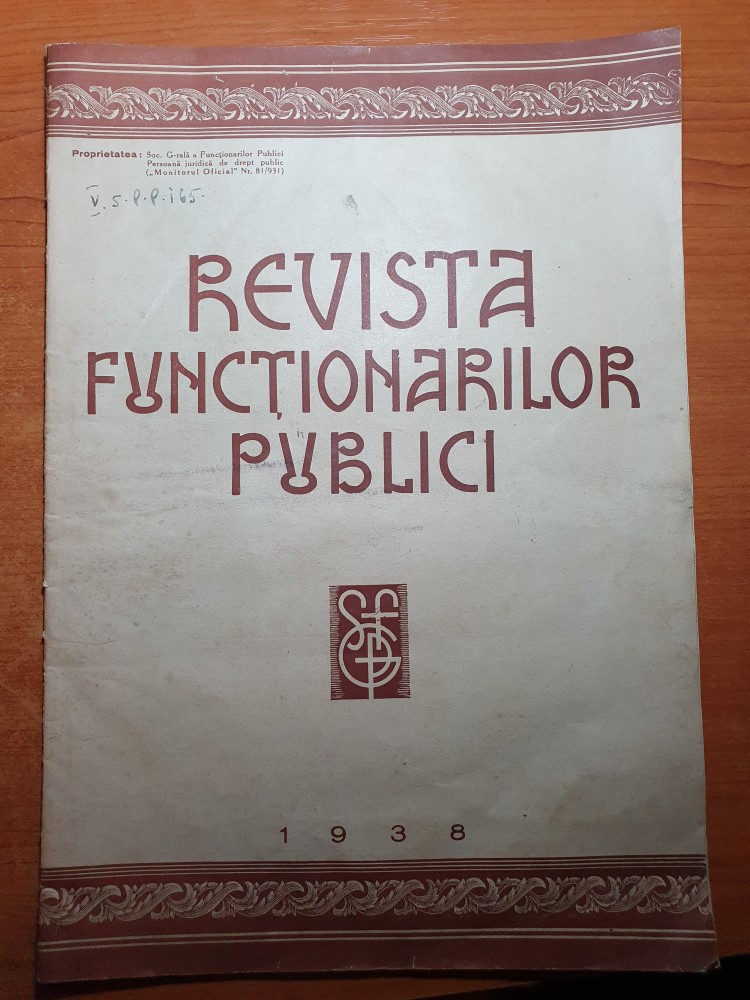 Proprietatea: Soc. G-rală a Funcționarilor Publici
Persoană juridică de drept public
(„Monitorul Oficial" Nr. 81/931)
V. S. P. P. 165.
REVISTA
FUNCȚIONARILOR
PUBLICI
SFGP
1938